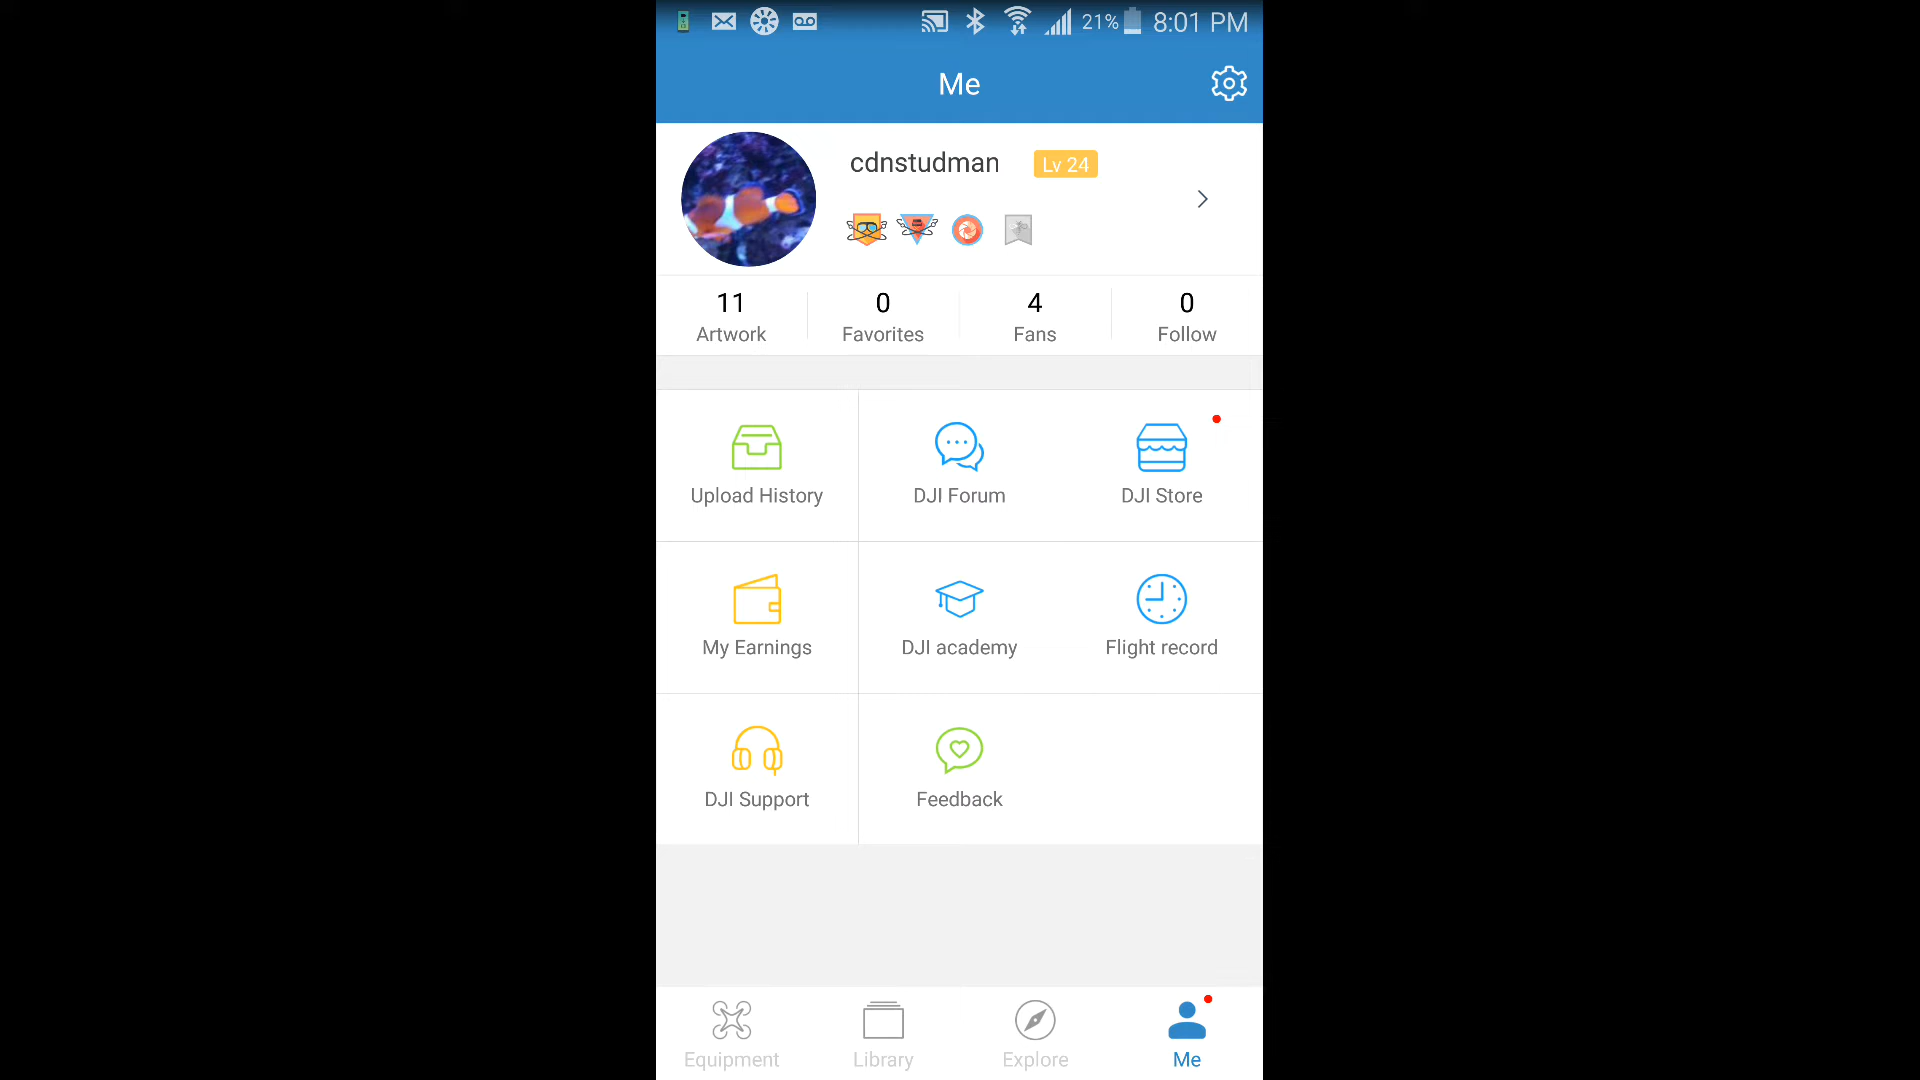 21% 8:01 PM
Me
cdnstudman Lv 24
11 0 4 0
Artwork Favorites Fans Follow
Upload History DJI Forum DJI Store
My Earnings DJI academy Flight record
DJI Support Feedback
Equipment Library Explore Me